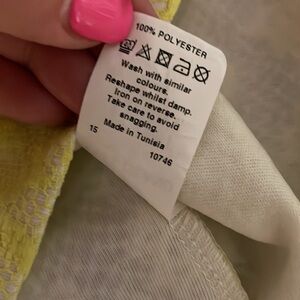 100% POLYESTER
Wash with similar
colours.
Reshape whilst damp.
Iron on reverse.
Take care to avoid
snagging.
15 Made in Tunisia
10746